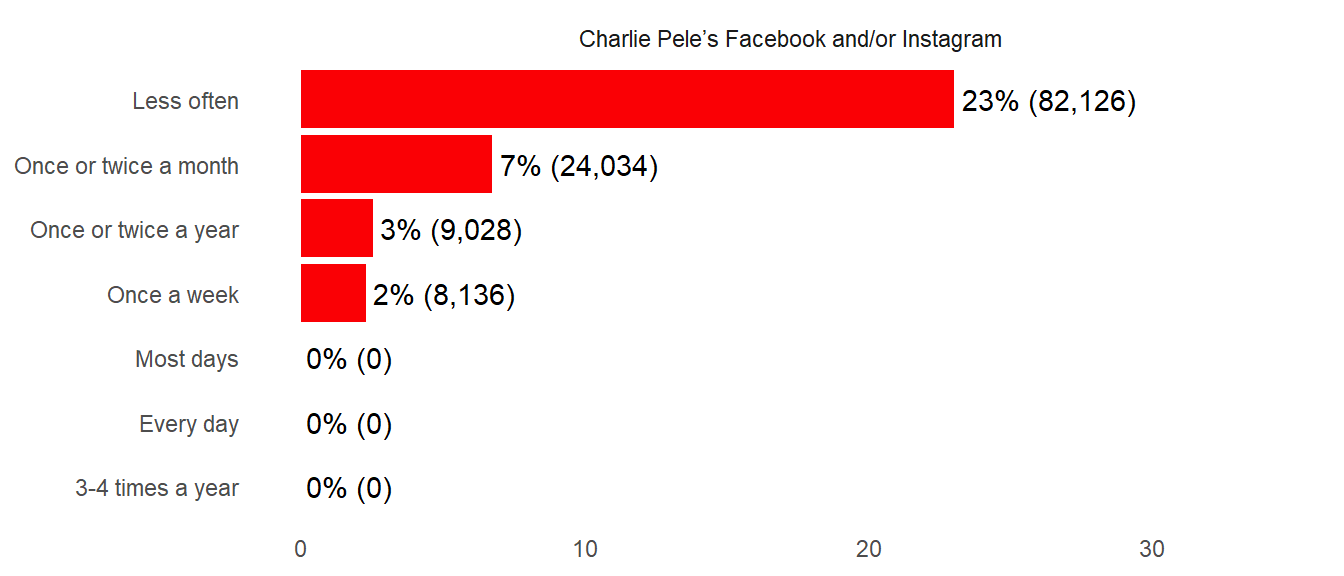 Charlie Pele’s Facebook and/or Instagram
Less often 23% (82,126)
Once or twice a month 7% (24,034)
Once or twice a year 3% (9,028)
Once a week 2% (8,136)
Most days 0% (0)
Every day 0% (0)
3-4 times a year 0% (0)
0 10 20 30